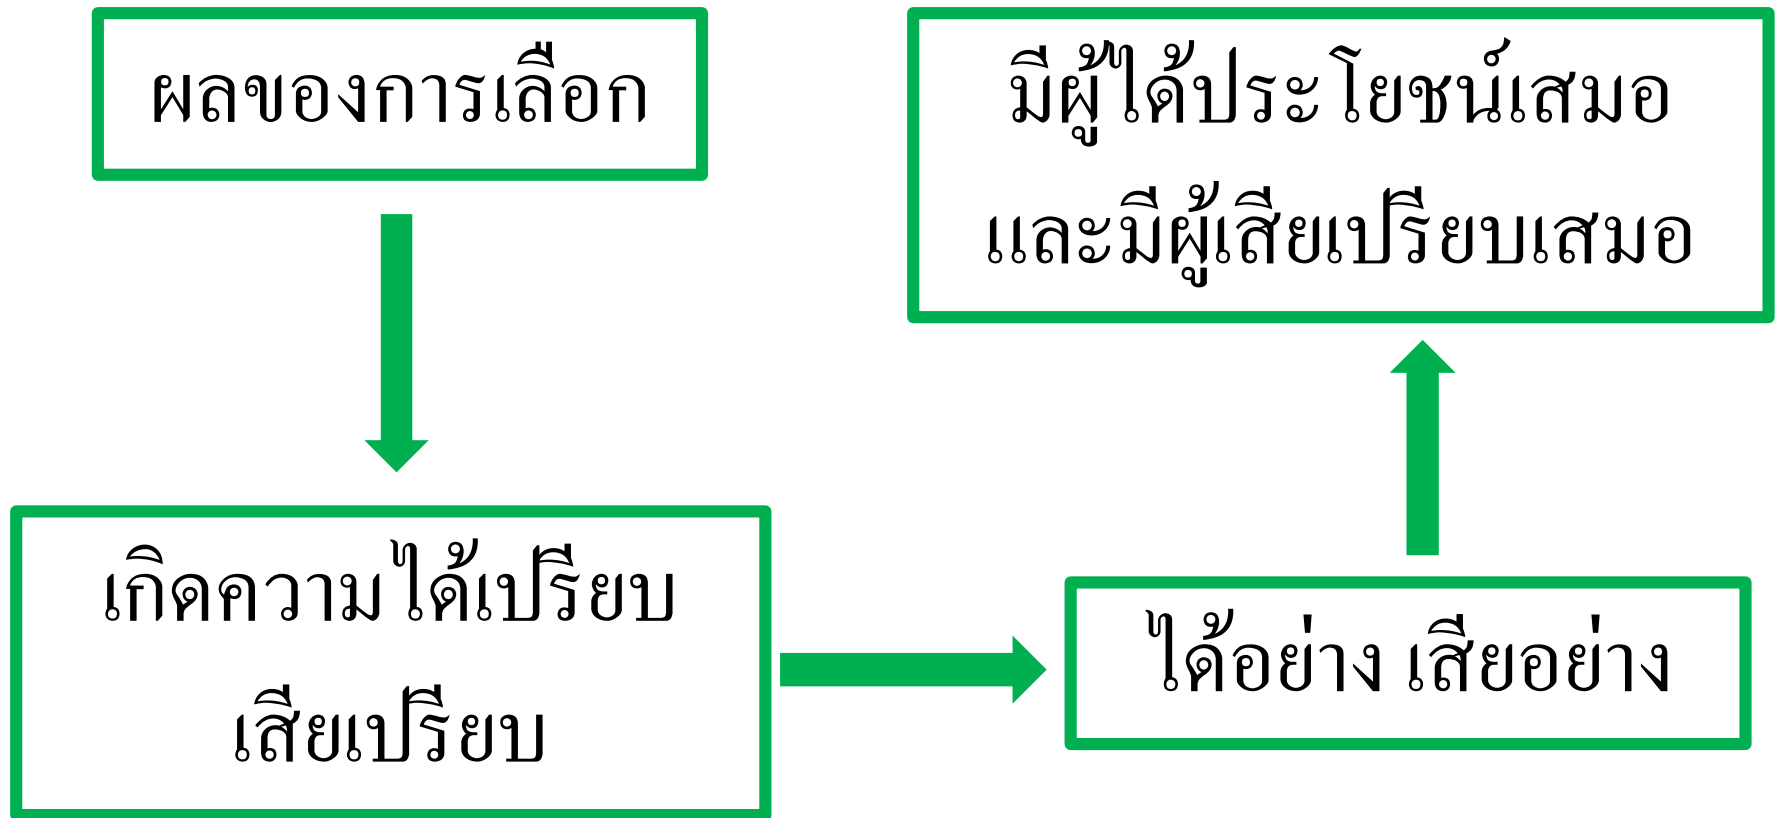 ผลของการเลือก
เกิดความได้เปรียบ
เสียเปรียบ
ได้อย่าง เสียอย่าง
มีผู้ได้ประโยชน์เสมอ
และมีผู้เสียเปรียบเสมอ